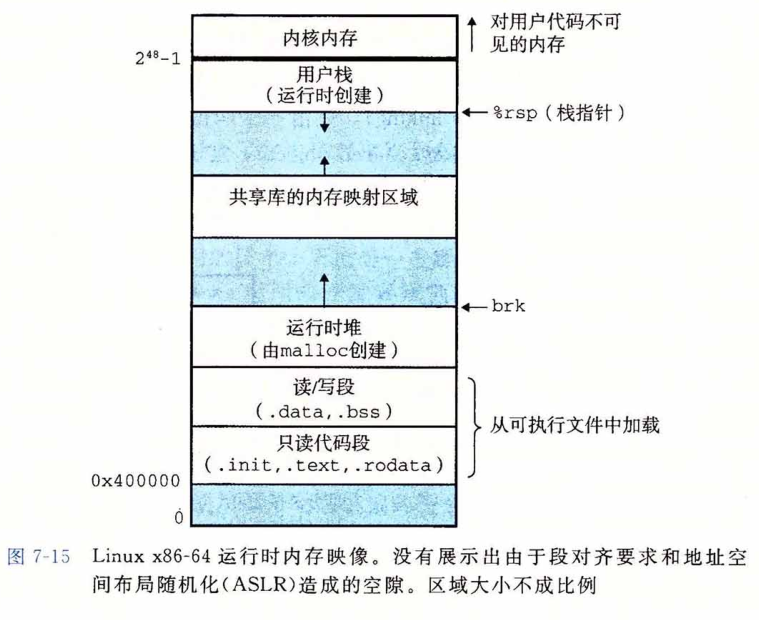 内核内存
对用户代码不可
见的内存
2⁴⁸-1
用户栈
(运行时创建)
%rsp(栈指针)
共享库的内存映射区域
brk
运行时堆
(由malloc创建)
读/写段
(.data,.bss)
从可执行文件中加载
只读代码段
(.init,.text,.rodata)
0x400000
0
图 7-15 Linux x86-64 运行时内存映像。没有展示出由于段对齐要求和地址空
间布局随机化(ASLR)造成的空隙。区域大小不成比例